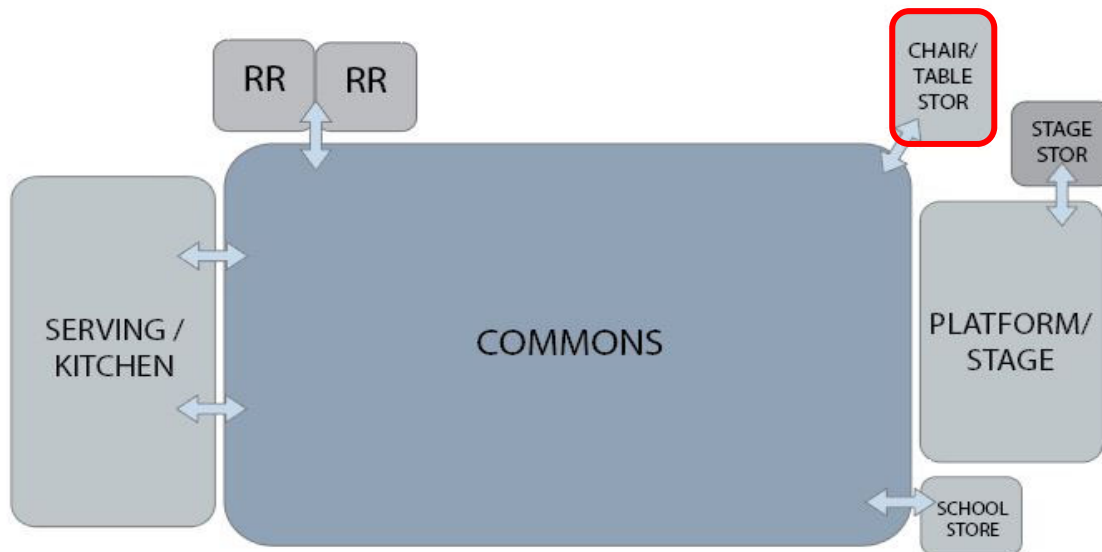 RR
RR
CHAIR/
TABLE
STOR
STAGE
STOR
SERVING /
KITCHEN
COMMONS
PLATFORM/
STAGE
SCHOOL
STORE